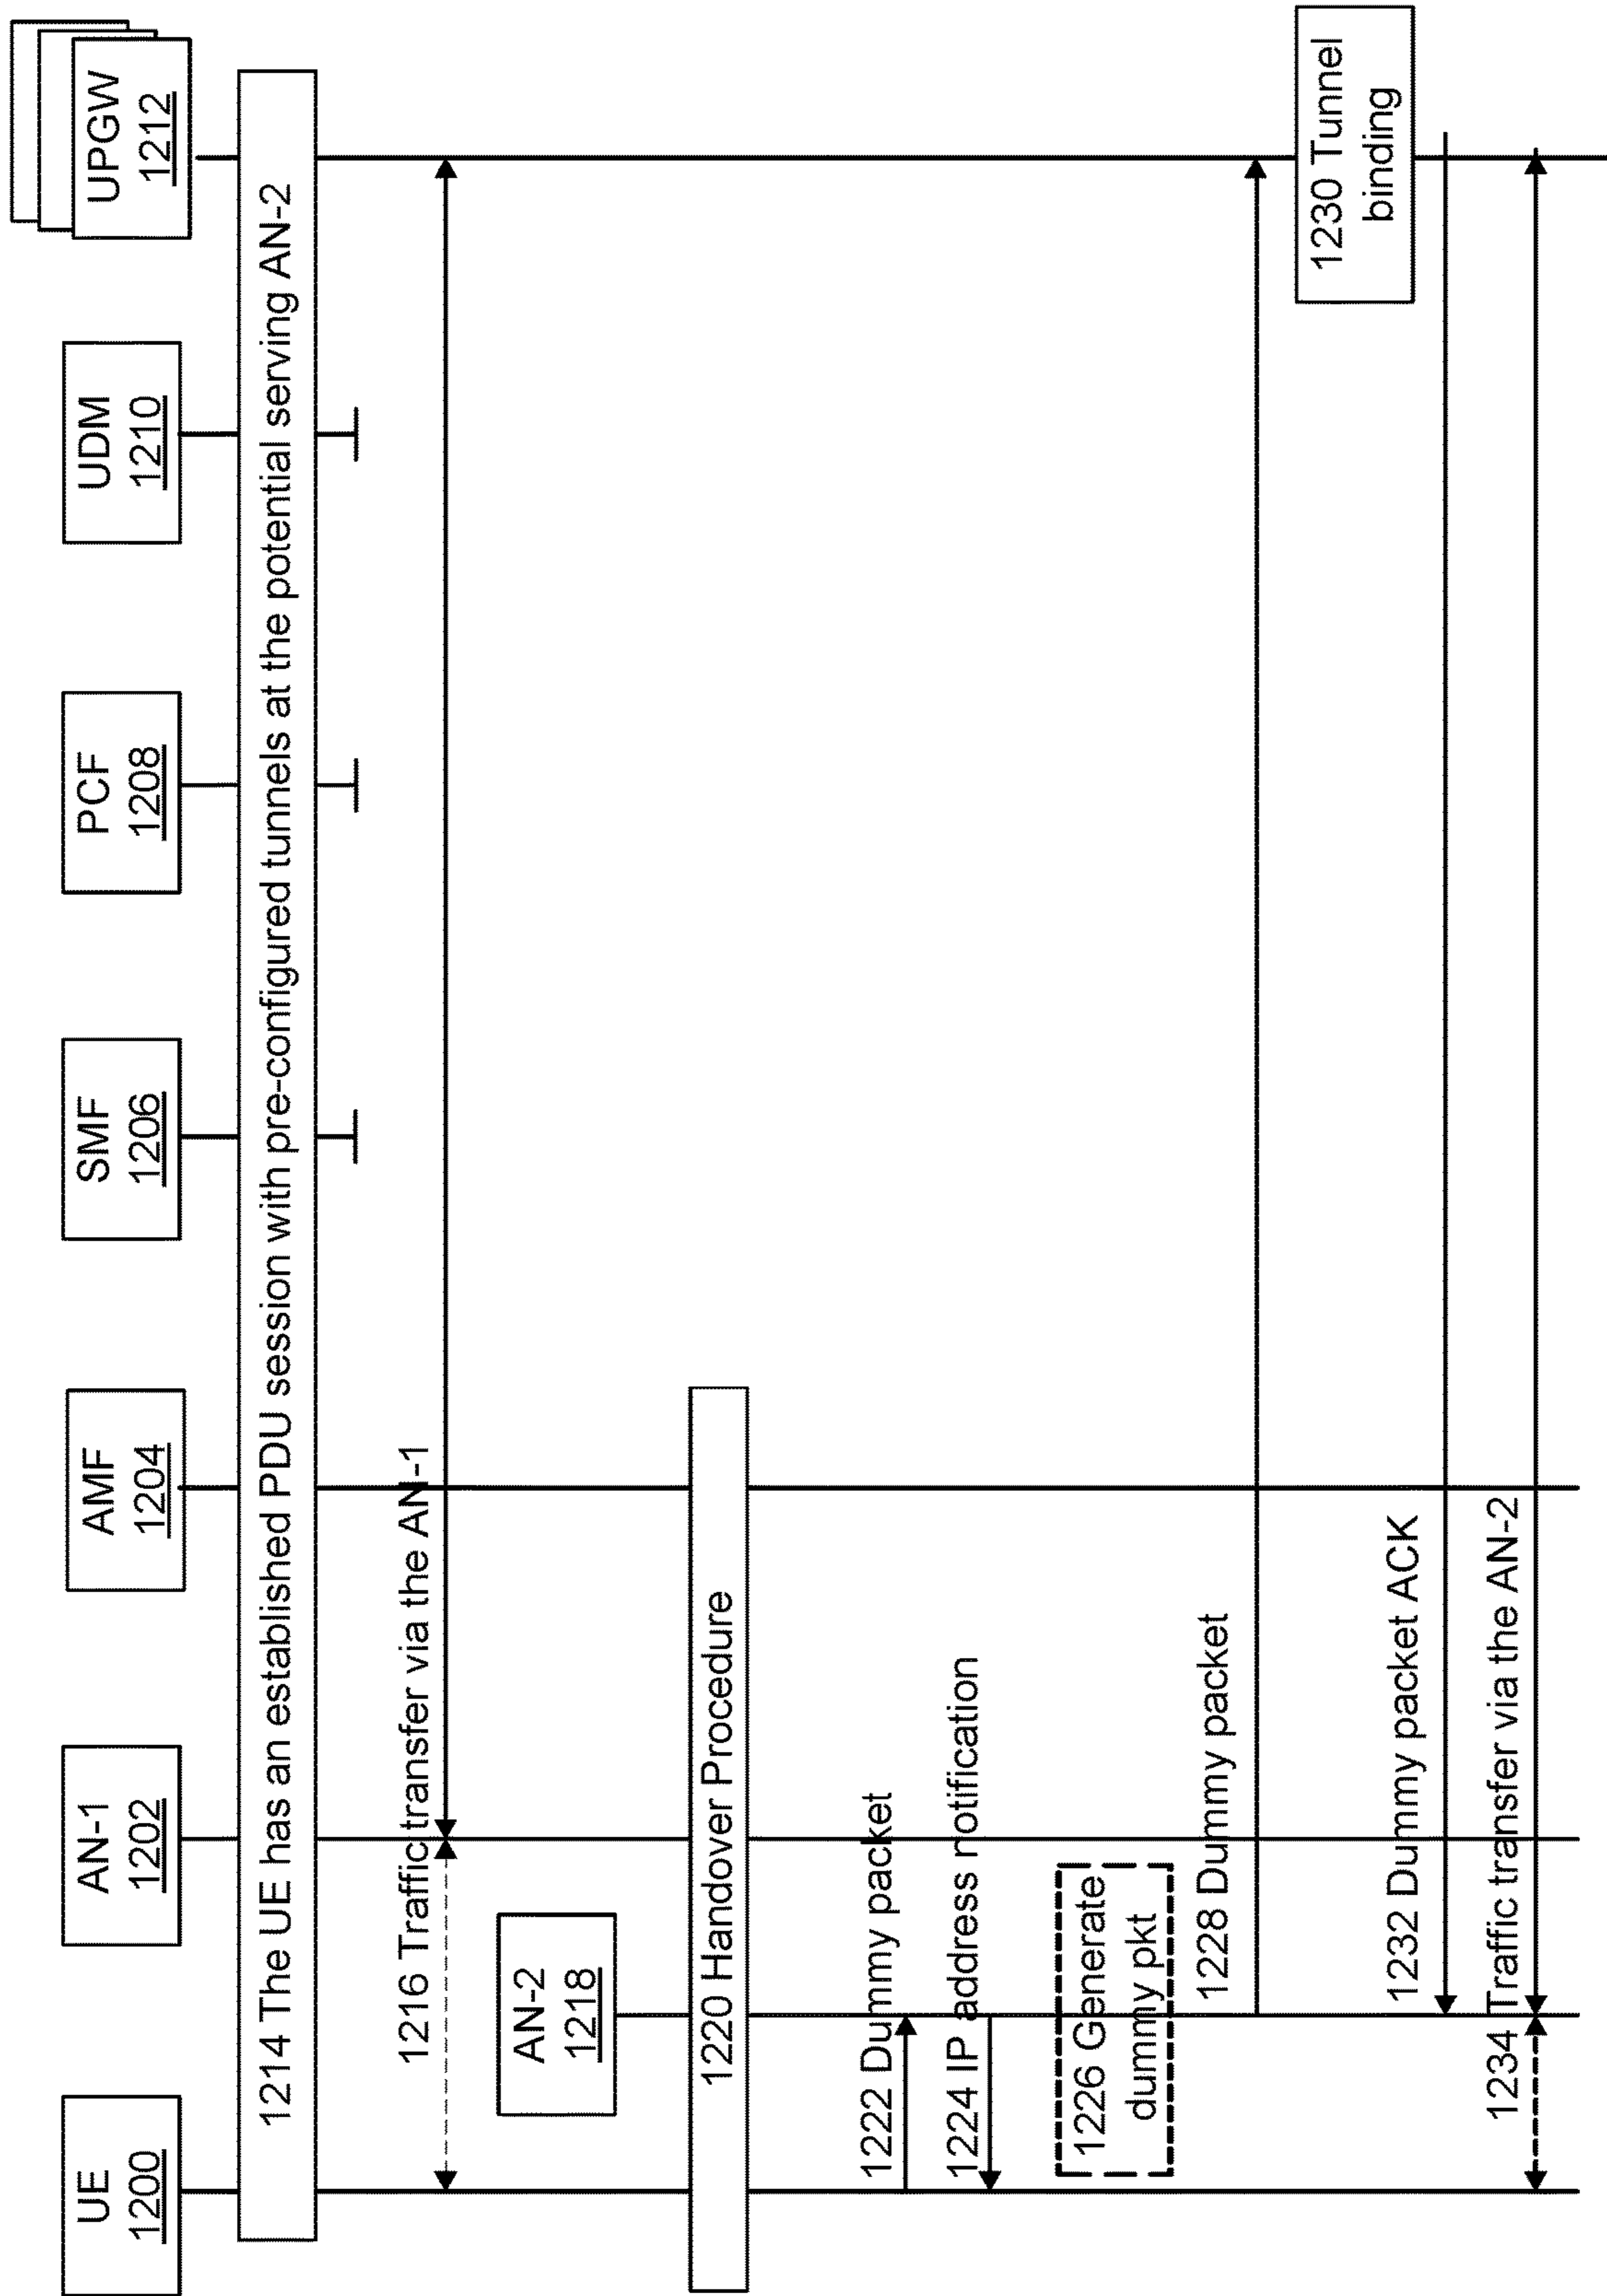 UE
1200
AN-1
1202
AMF
1204
SMF
1206
PCF
1208
UDM
1210
UPGW
1212
1214 The UE has an established PDU session with pre-configured tunnels at the potential serving AN-2
1216 Traffic transfer via the AN-1
AN-2
1218
1220 Handover Procedure
1222 Dummy packet
1224 IP address notification
1226 Generate
dummy pkt
1228 Dummy packet
1230 Tunnel
binding
1232 Dummy packet ACK
1234 Traffic transfer via the AN-2